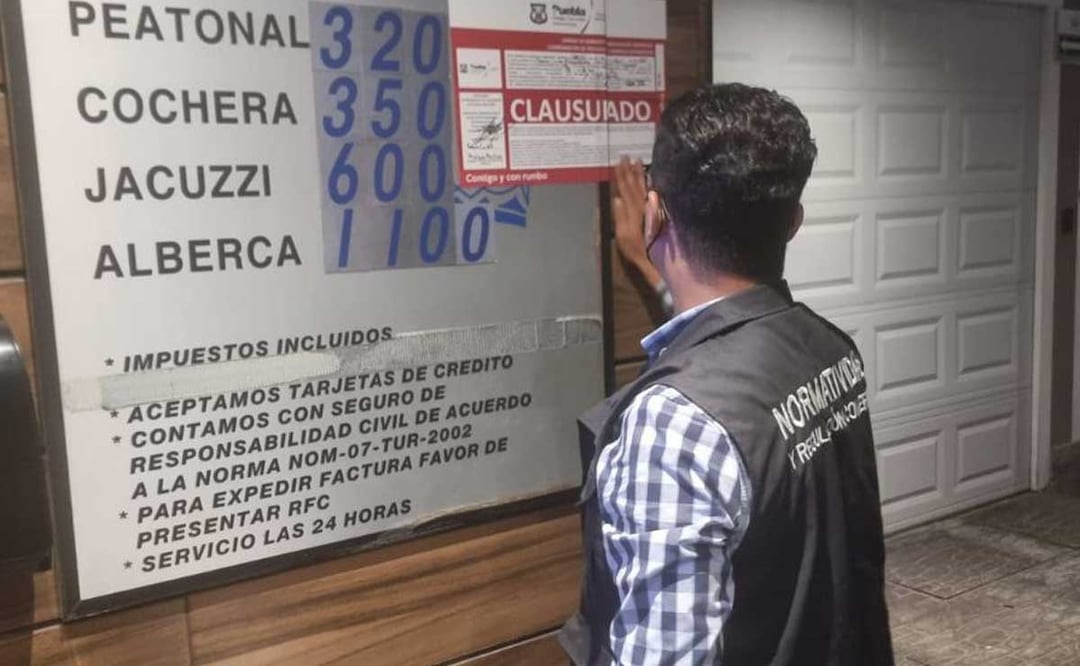 PEATONAL 320
COCHERA 350
JACUZZI 600
ALBERCA 1100
* IMPUESTOS INCLUIDOS
* ACEPTAMOS TARJETAS DE CREDITO
* CONTAMOS CON SEGURO DE
RESPONSABILIDAD CIVIL DE ACUERDO
A LA NORMA NOM-07-TUR-2002
* PARA EXPEDIR FACTURA FAVOR DE
PRESENTAR RFC
* SERVICIO LAS 24 HORAS
Puebla
CLAUSURADO
Contigo y con rumbo
NORMATIVIDAD
Y REGULACIÓN